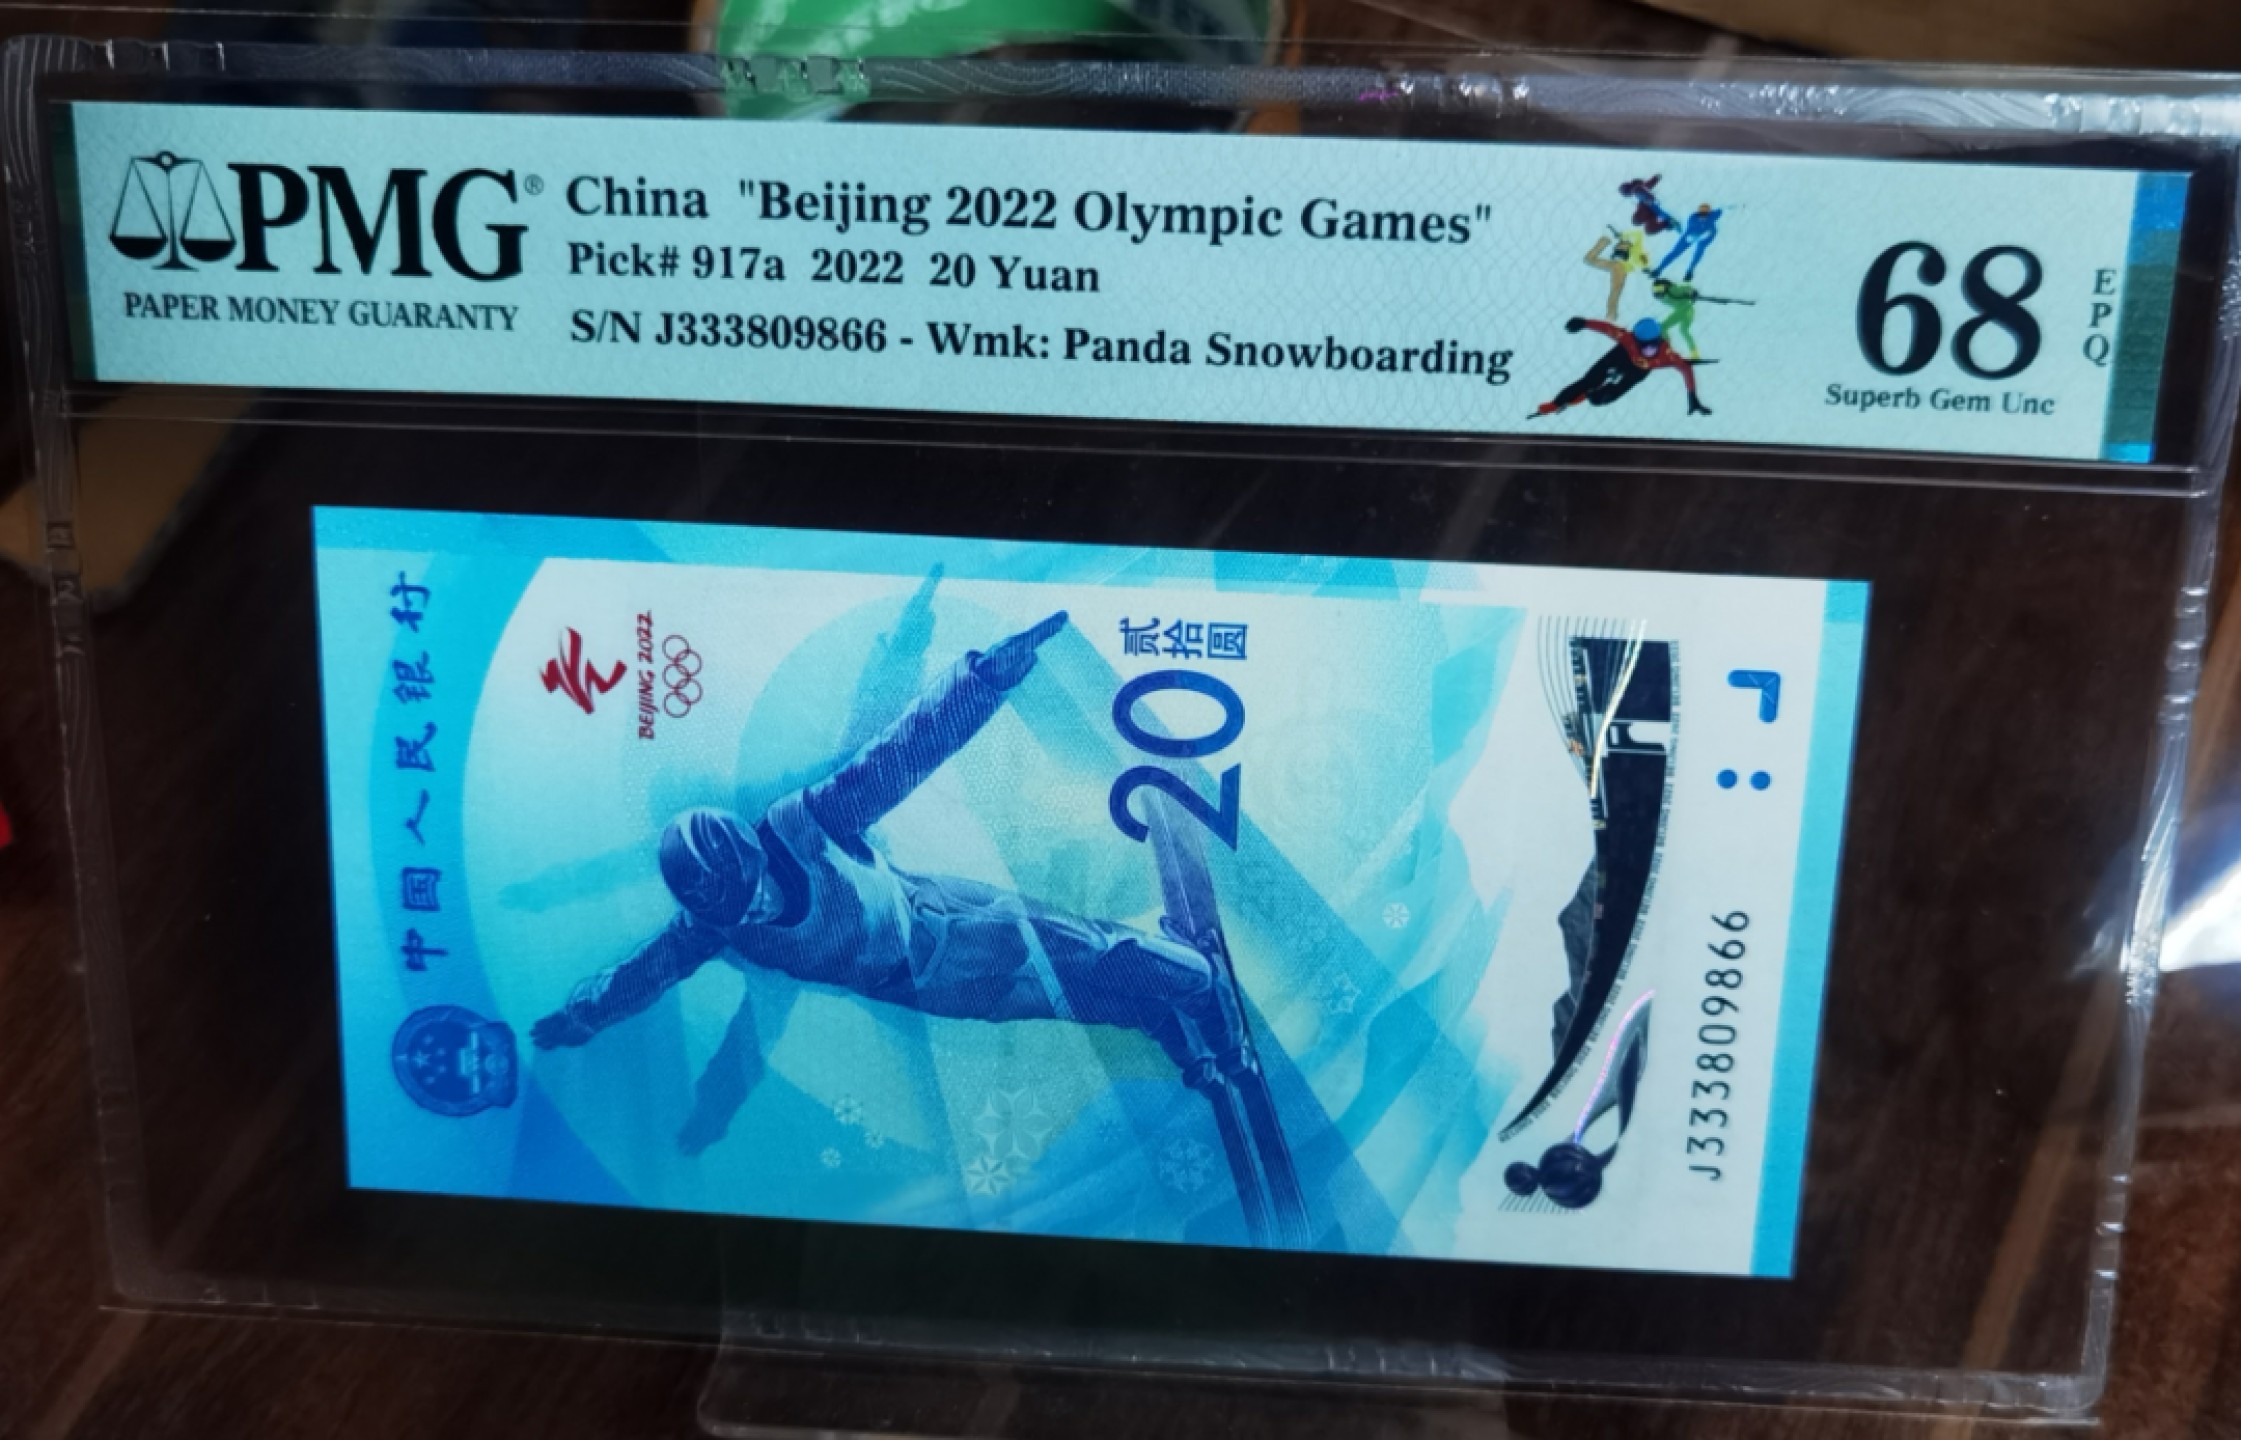 PMG®
PAPER MONEY GUARANTY
China "Beijing 2022 Olympic Games"
Pick# 917a 2022 20 Yuan
S/N J333809866 - Wmk: Panda Snowboarding
68
EPQ
Superb Gem Unc
中国人民银行
BEIJING 2022
贰拾圆
20
J333809866